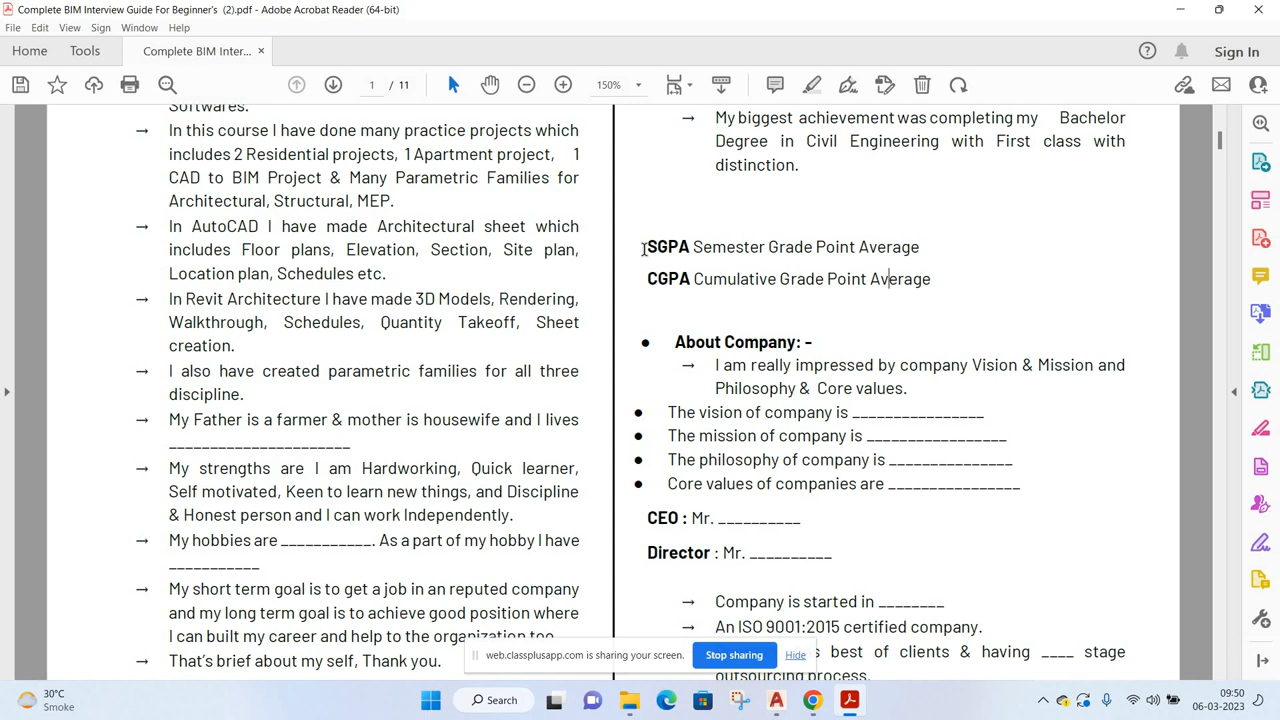 Complete BIM Interview Guide For Beginner's (2).pdf - Adobe Acrobat Reader (64-bit)
File Edit View Sign Window Help
Home Tools Complete BIM Inter... × Sign In
1 / 11 150%
Softwares.
→ In this course I have done many practice projects which
includes 2 Residential projects, 1 Apartment project, 1
CAD to BIM Project & Many Parametric Families for
Architectural, Structural, MEP.
→ In AutoCAD I have made Architectural sheet which
includes Floor plans, Elevation, Section, Site plan,
Location plan, Schedules etc.
→ In Revit Architecture I have made 3D Models, Rendering,
Walkthrough, Schedules, Quantity Takeoff, Sheet
creation.
→ I also have created parametric families for all three
discipline.
→ My Father is a farmer & mother is housewife and I lives
_____________________
→ My strengths are I am Hardworking, Quick learner,
Self motivated, Keen to learn new things, and Discipline
& Honest person and I can work Independently.
→ My hobbies are ___________. As a part of my hobby I have
___________
→ My short term goal is to get a job in an reputed company
and my long term goal is to achieve good position where
I can built my career and help to the organization too.
→ That's brief about my self, Thank you.
→ My biggest achievement was completing my Bachelor
Degree in Civil Engineering with First class with
distinction.
SGPA Semester Grade Point Average
CGPA Cumulative Grade Point Average
● About Company: -
→ I am really impressed by company Vision & Mission and
Philosophy & Core values.
● The vision of company is ________________
● The mission of company is _________________
● The philosophy of company is _______________
● Core values of companies are ________________
CEO : Mr. __________
Director : Mr. __________
→ Company is started in ________
→ An ISO 9001:2015 certified company.
best of clients & having ____ stage
outsourcing process.
web.classplusapp.com is sharing your screen. Stop sharing Hide
30°C
Smoke
Search
09:50
06-03-2023